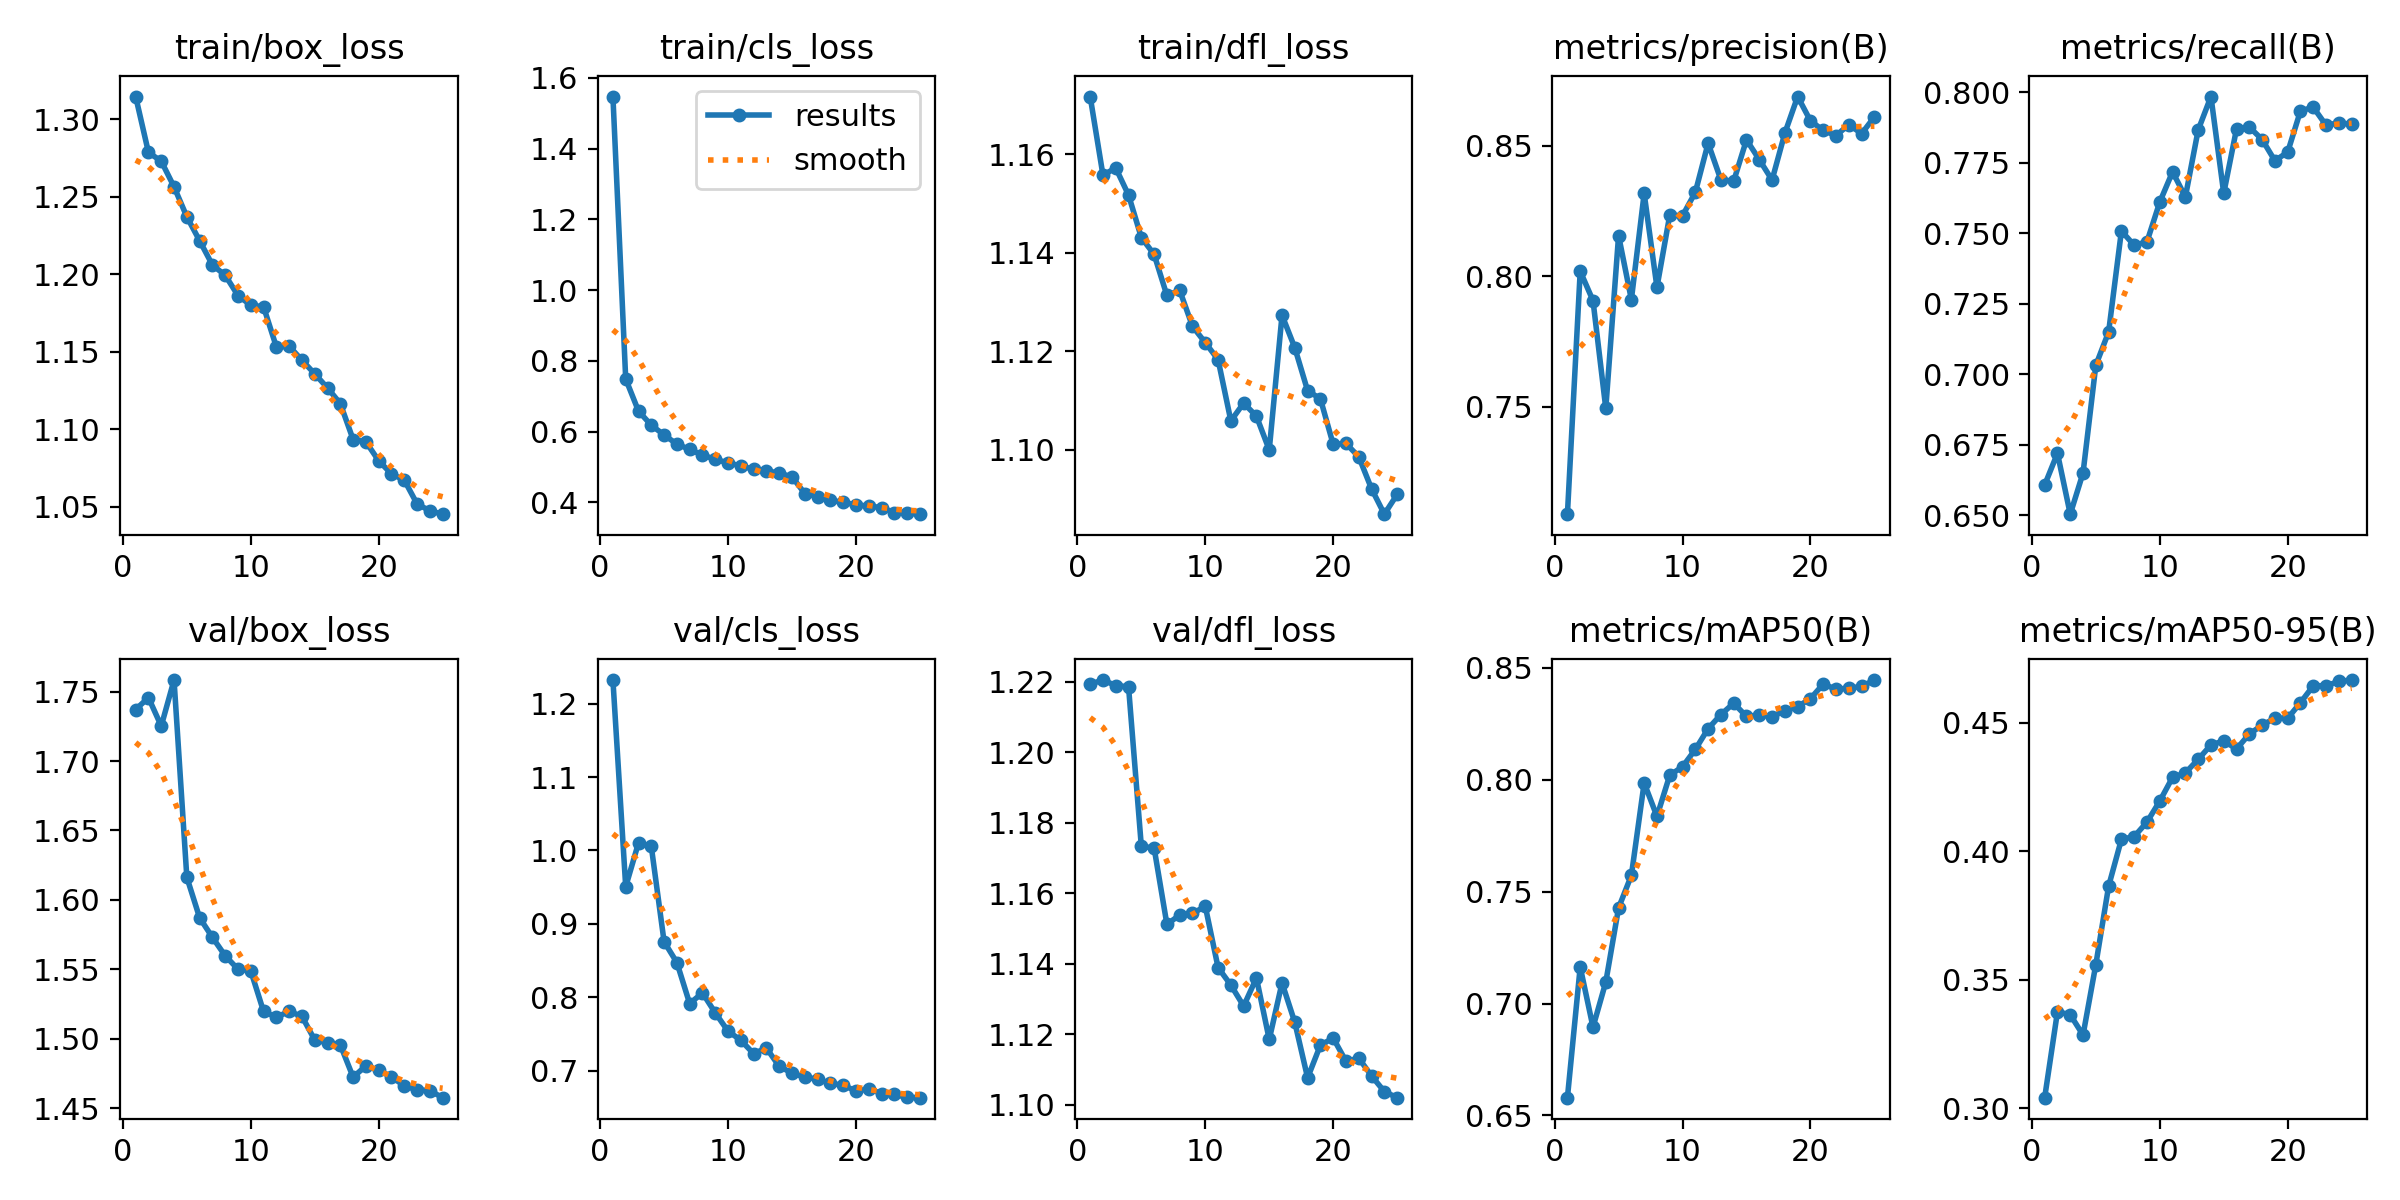 train/box_loss
train/cls_loss
train/dfl_loss
metrics/precision(B)
metrics/recall(B)
1.30
1.25
1.20
1.15
1.10
1.05
0 10 20
1.6
1.4
1.2
1.0
0.8
0.6
0.4
0 10 20
results
smooth
1.16
1.14
1.12
1.10
0 10 20
0.85
0.80
0.75
0 10 20
0.800
0.775
0.750
0.725
0.700
0.675
0.650
0 10 20
val/box_loss
val/cls_loss
val/dfl_loss
metrics/mAP50(B)
metrics/mAP50-95(B)
1.75
1.70
1.65
1.60
1.55
1.50
1.45
0 10 20
1.2
1.1
1.0
0.9
0.8
0.7
0 10 20
1.22
1.20
1.18
1.16
1.14
1.12
1.10
0 10 20
0.85
0.80
0.75
0.70
0.65
0 10 20
0.45
0.40
0.35
0.30
0 10 20